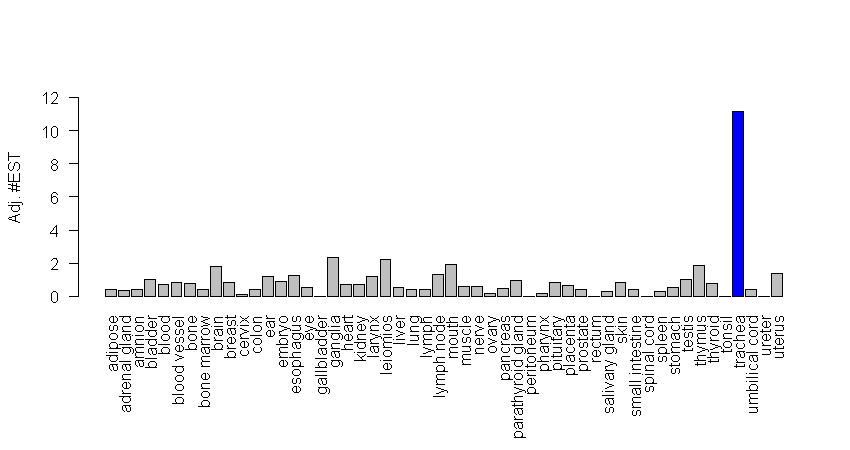 Adj. #EST
12
10
8
6
4
2
0
adipose
adrenal gland
amnion
bladder
blood
blood vessel
bone
bone marrow
brain
breast
cervix
colon
ear
embryo
esophagus
eye
gallbladder
ganglia
heart
kidney
larynx
leiomios
liver
lung
lymph
lymph node
mouth
muscle
nerve
ovary
pancreas
parathyroid gland
peritoneum
pharynx
pituitary
placenta
prostate
rectum
salivary gland
skin
small intestine
spinal cord
spleen
stomach
testis
thymus
thyroid
tonsil
trachea
umbilical cord
ureter
uterus